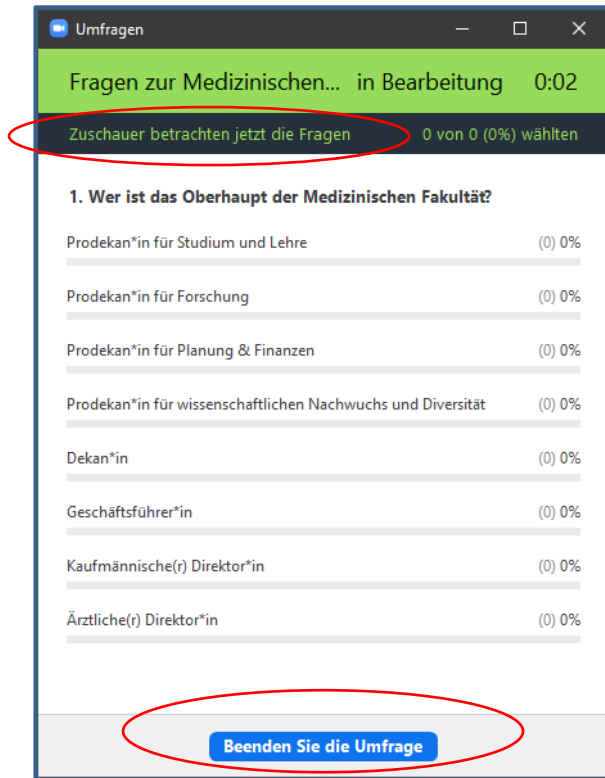 Umfragen
Fragen zur Medizinischen... in Bearbeitung 0:02
Zuschauer betrachten jetzt die Fragen 0 von 0 (0%) wählten
1. Wer ist das Oberhaupt der Medizinischen Fakultät?
Prodekan*in für Studium und Lehre (0) 0%
Prodekan*in für Forschung (0) 0%
Prodekan*in für Planung & Finanzen (0) 0%
Prodekan*in für wissenschaftlichen Nachwuchs und Diversität (0) 0%
Dekan*in (0) 0%
Geschäftsführer*in (0) 0%
Kaufmännische(r) Direktor*in (0) 0%
Ärztliche(r) Direktor*in (0) 0%
Beenden Sie die Umfrage